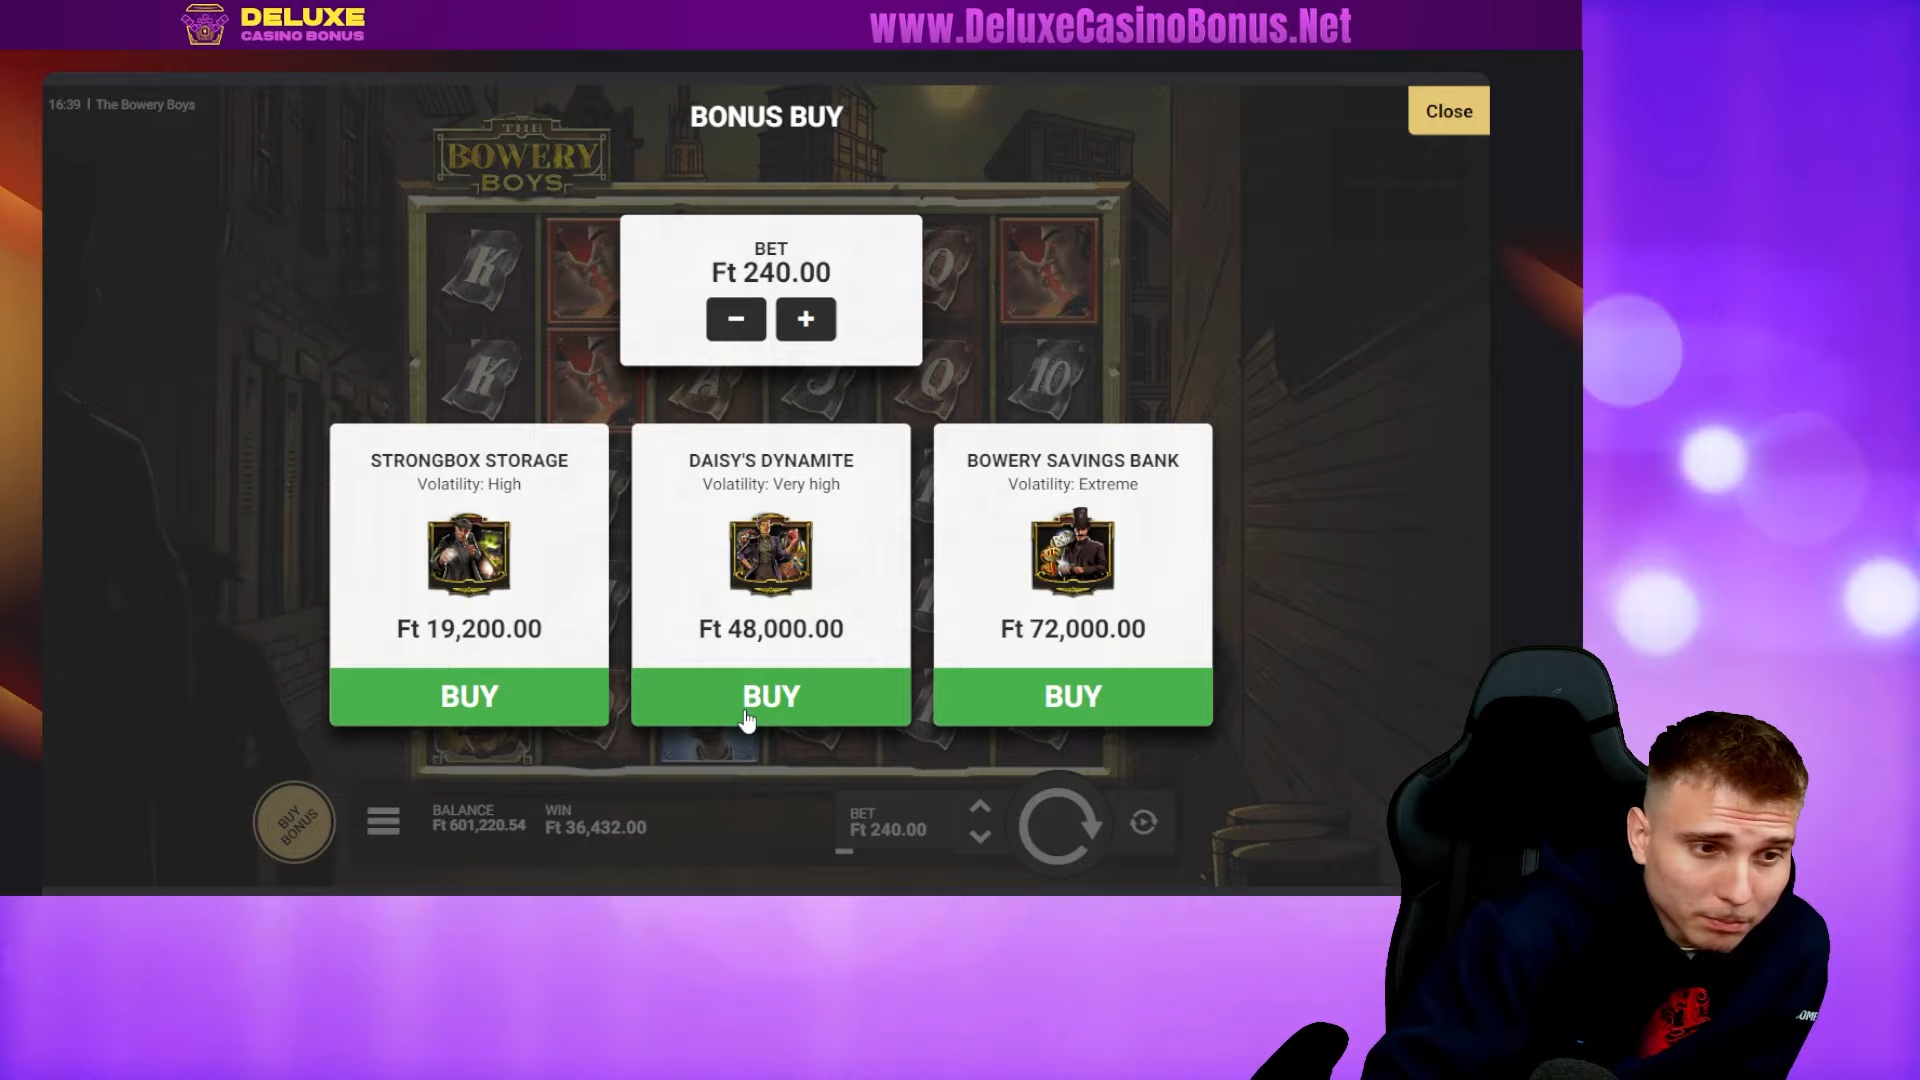 DELUXE
CASINO BONUS
www.DeluxeCasinoBonus.Net
16:39 | The Bowery Boys
BONUS BUY
Close
THE
BOWERY
BOYS
BET
Ft 240.00
- +
K Q
K A J Q 10
STRONGBOX STORAGE
Volatility: High
Ft 19,200.00
BUY
DAISY'S DYNAMITE
Volatility: Very high
Ft 48,000.00
BUY
BOWERY SAVINGS BANK
Volatility: Extreme
Ft 72,000.00
BUY
BUY
BONUS
BALANCE
Ft 601,220.54
WIN
Ft 36,432.00
BET
Ft 240.00